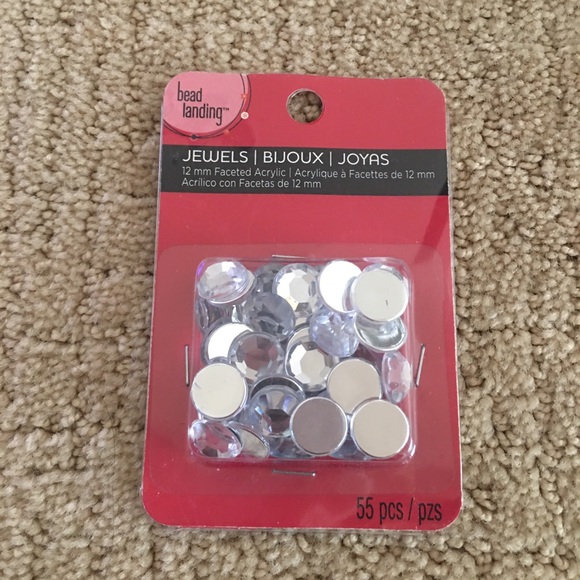 bead
landing™
JEWELS | BIJOUX | JOYAS
12 mm Faceted Acrylic | Acrylique à Facettes de 12 mm
Acrílico con Facetas de 12 mm
55 pcs / pzs